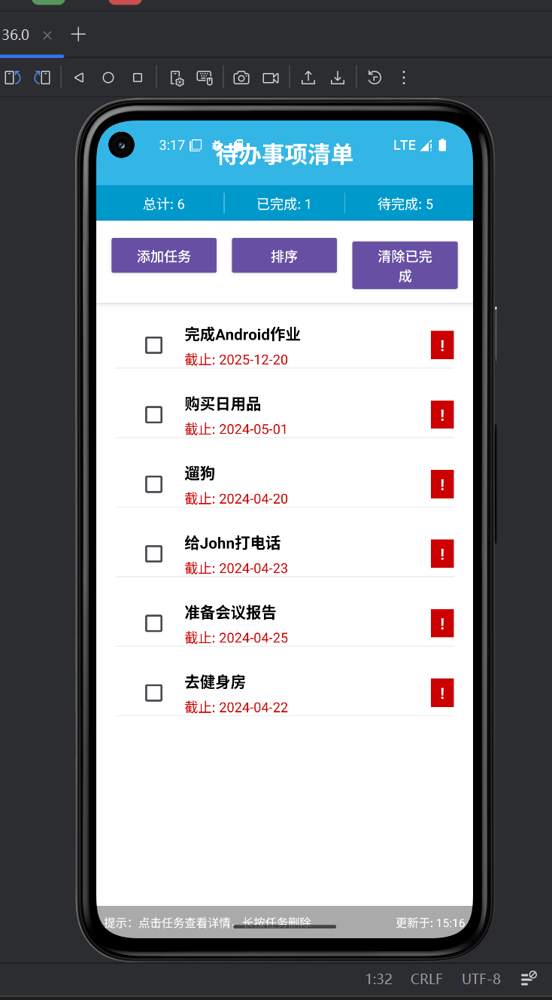 36.0
3:17 LTE
待办事项清单
总计: 6 已完成: 1 待完成: 5
添加任务 排序 清除已完
成
完成Android作业
截止: 2025-12-20
!
购买日用品
截止: 2024-05-01
!
遛狗
截止: 2024-04-20
!
给John打电话
截止: 2024-04-23
!
准备会议报告
截止: 2024-04-25
!
去健身房
截止: 2024-04-22
!
提示：点击任务查看详情，长按任务删除 更新于: 15:16
1:32 CRLF UTF-8